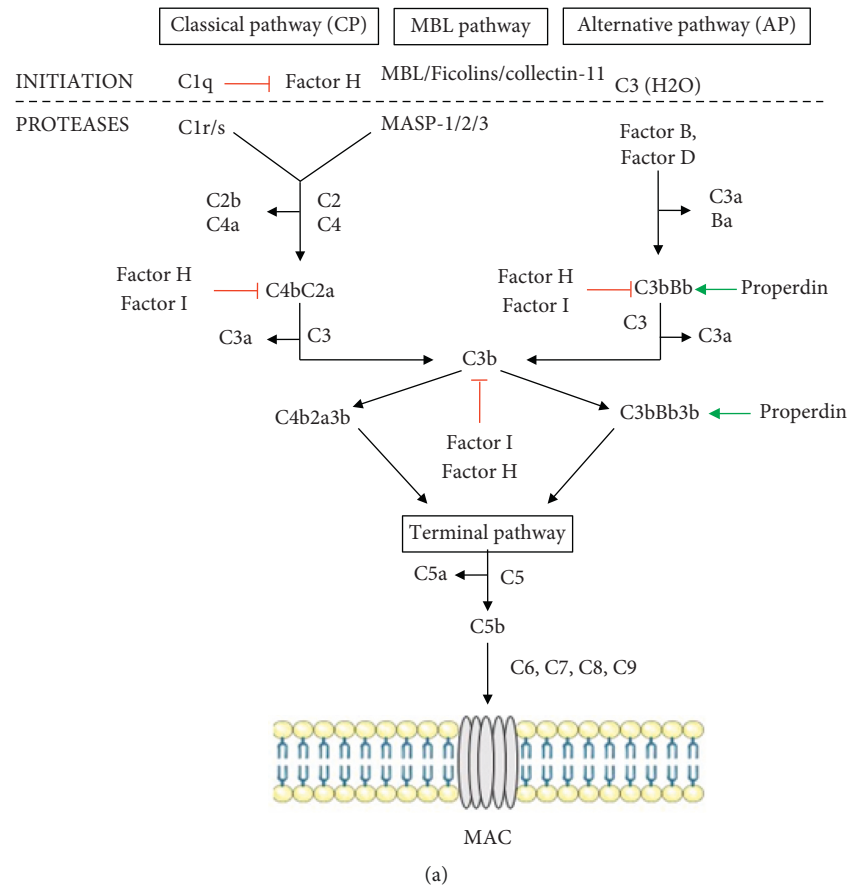 Classical pathway (CP)
MBL pathway
Alternative pathway (AP)
INITIATION
C1q
Factor H
MBL/Ficolins/collectin-11
C3 (H2O)
PROTEASES
C1r/s
MASP-1/2/3
Factor B,
Factor D
C2b
C4a
C2
C4
C3a
Ba
Factor H
Factor I
C4bC2a
Factor H
Factor I
C3bBb
Properdin
C3a
C3
C3
C3a
C3b
C4b2a3b
C3bBb3b
Properdin
Factor I
Factor H
Terminal pathway
C5a
C5
C5b
C6, C7, C8, C9
MAC
(a)